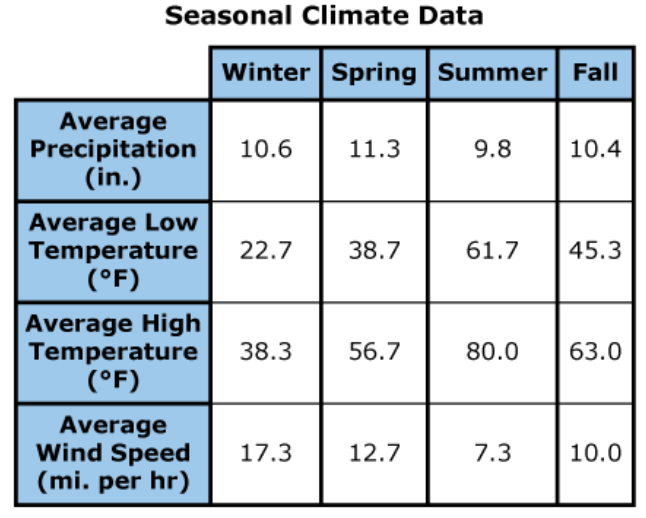 Seasonal Climate Data
Winter Spring Summer Fall
Average
Precipitation
(in.)
10.6 11.3 9.8 10.4
Average Low
Temperature
(°F)
22.7 38.7 61.7 45.3
Average High
Temperature
(°F)
38.3 56.7 80.0 63.0
Average
Wind Speed
(mi. per hr)
17.3 12.7 7.3 10.0